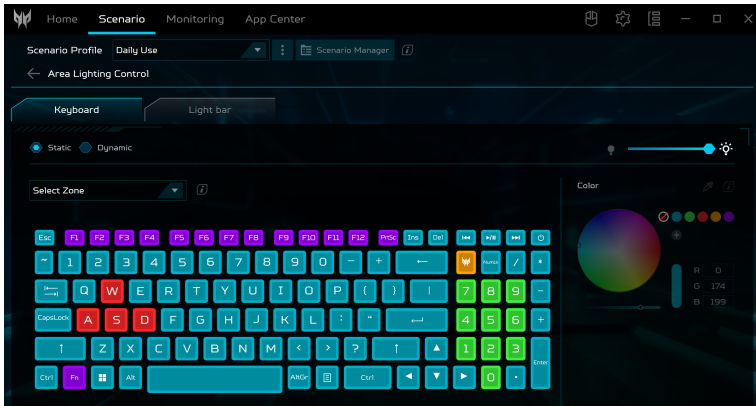 Home Scenario Monitoring App Center
Scenario Profile Daily Use Scenario Manager
Area Lighting Control
Keyboard Light bar
Static Dynamic
Select Zone
Color
Esc F1 F2 F3 F4 F5 F6 F7 F8 F9 F10 F11 F12 PrtSc Ins Del
~ 1 2 3 4 5 6 7 8 9 0 - + ← NumLk / *
Q W E R T Y U I O P { } | 7 8 9 -
CapsLock A S D F G H J K L : " 4 5 6 +
↑ Z X C V B N M < > ? ↑ ▲ 1 2 3 Enter
Ctrl Fn Alt AltGr Ctrl ◄ ▼ ► 0 .
R 0
G 174
B 199